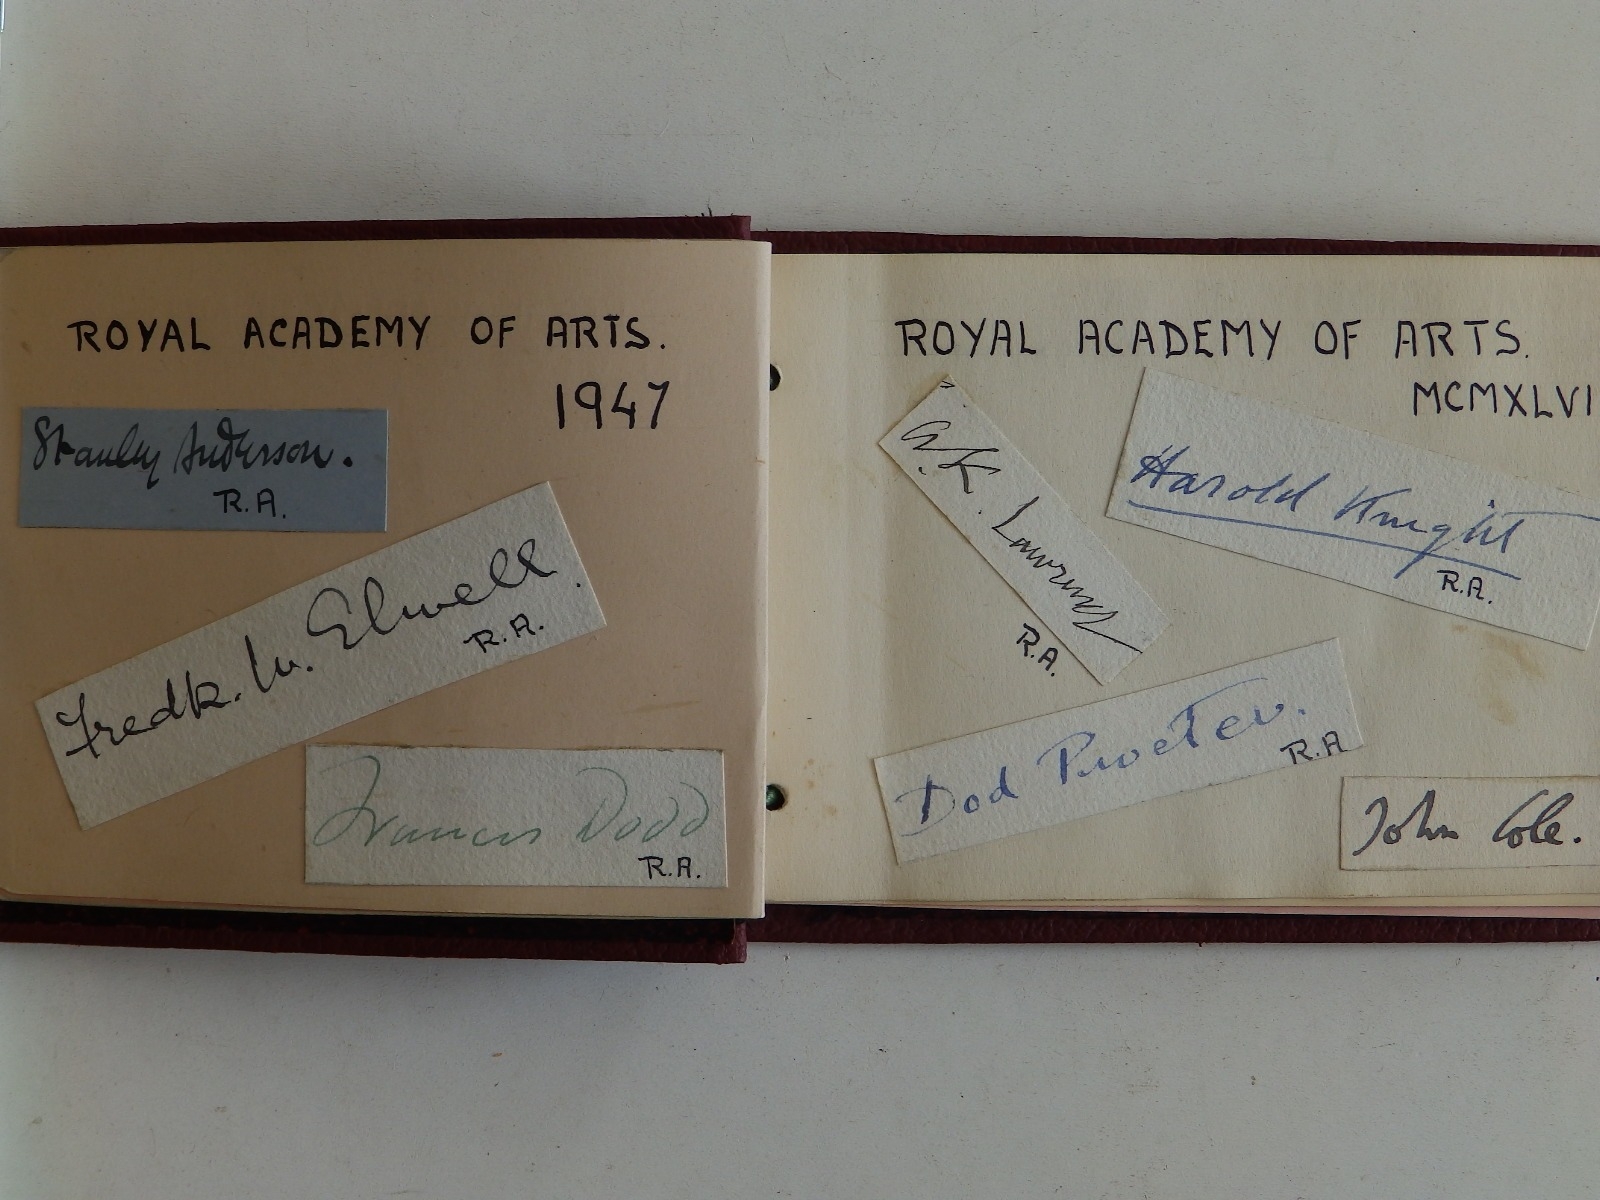 ROYAL ACADEMY OF ARTS.
1947
Stanley Anderson.
R.A.
Fredk. W. Elwell.
R.A.
Francis Dodd
R.A.
ROYAL ACADEMY OF ARTS.
MCMXLVI
A.K. Lawrence
R.A.
Harold Knight
R.A.
Dod Procter.
R.A
John Cole.